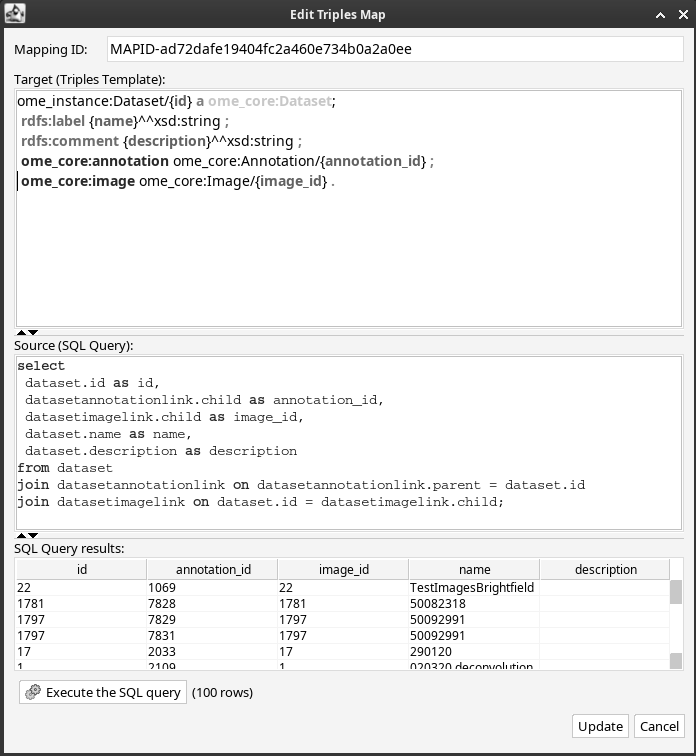 Edit Triples Map
Mapping ID: MAPID-ad72dafe19404fc2a460e734b0a2a0ee
Target (Triples Template):
ome_instance:Dataset/{id} a ome_core:Dataset;
rdfs:label {name}^^xsd:string ;
rdfs:comment {description}^^xsd:string ;
ome_core:annotation ome_core:Annotation/{annotation_id} ;
ome_core:image ome_core:Image/{image_id} .
Source (SQL Query):
select
dataset.id as id,
datasetannotationlink.child as annotation_id,
datasetimagelink.child as image_id,
dataset.name as name,
dataset.description as description
from dataset
join datasetannotationlink on datasetannotationlink.parent = dataset.id
join datasetimagelink on dataset.id = datasetimagelink.child;
SQL Query results:
id annotation_id image_id name description
22 1069 22 TestImagesBrightfield
1781 7828 1781 50082318
1797 7829 1797 50092991
1797 7831 1797 50092991
17 2033 17 290120
1 2109 1 020320 deconvolution
Execute the SQL query (100 rows)
Update Cancel